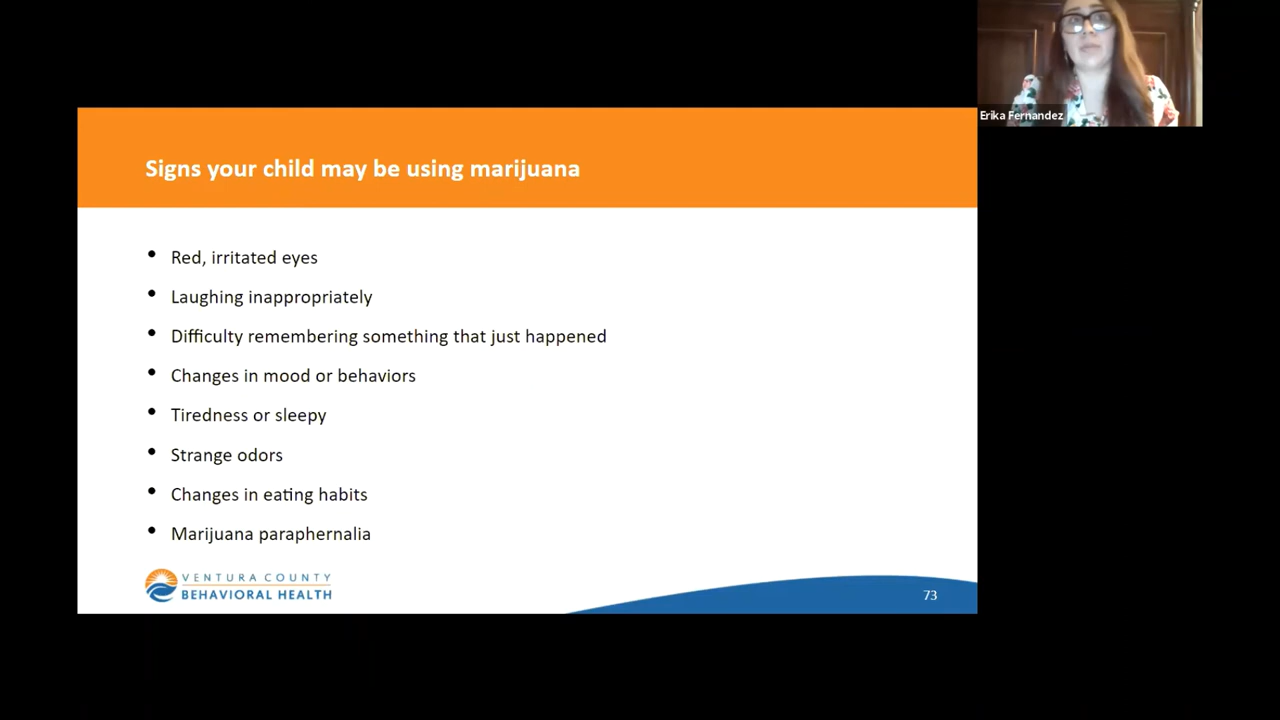 Erika Fernandez
Signs your child may be using marijuana
• Red, irritated eyes
• Laughing inappropriately
• Difficulty remembering something that just happened
• Changes in mood or behaviors
• Tiredness or sleepy
• Strange odors
• Changes in eating habits
• Marijuana paraphernalia
VENTURA COUNTY
BEHAVIORAL HEALTH
73